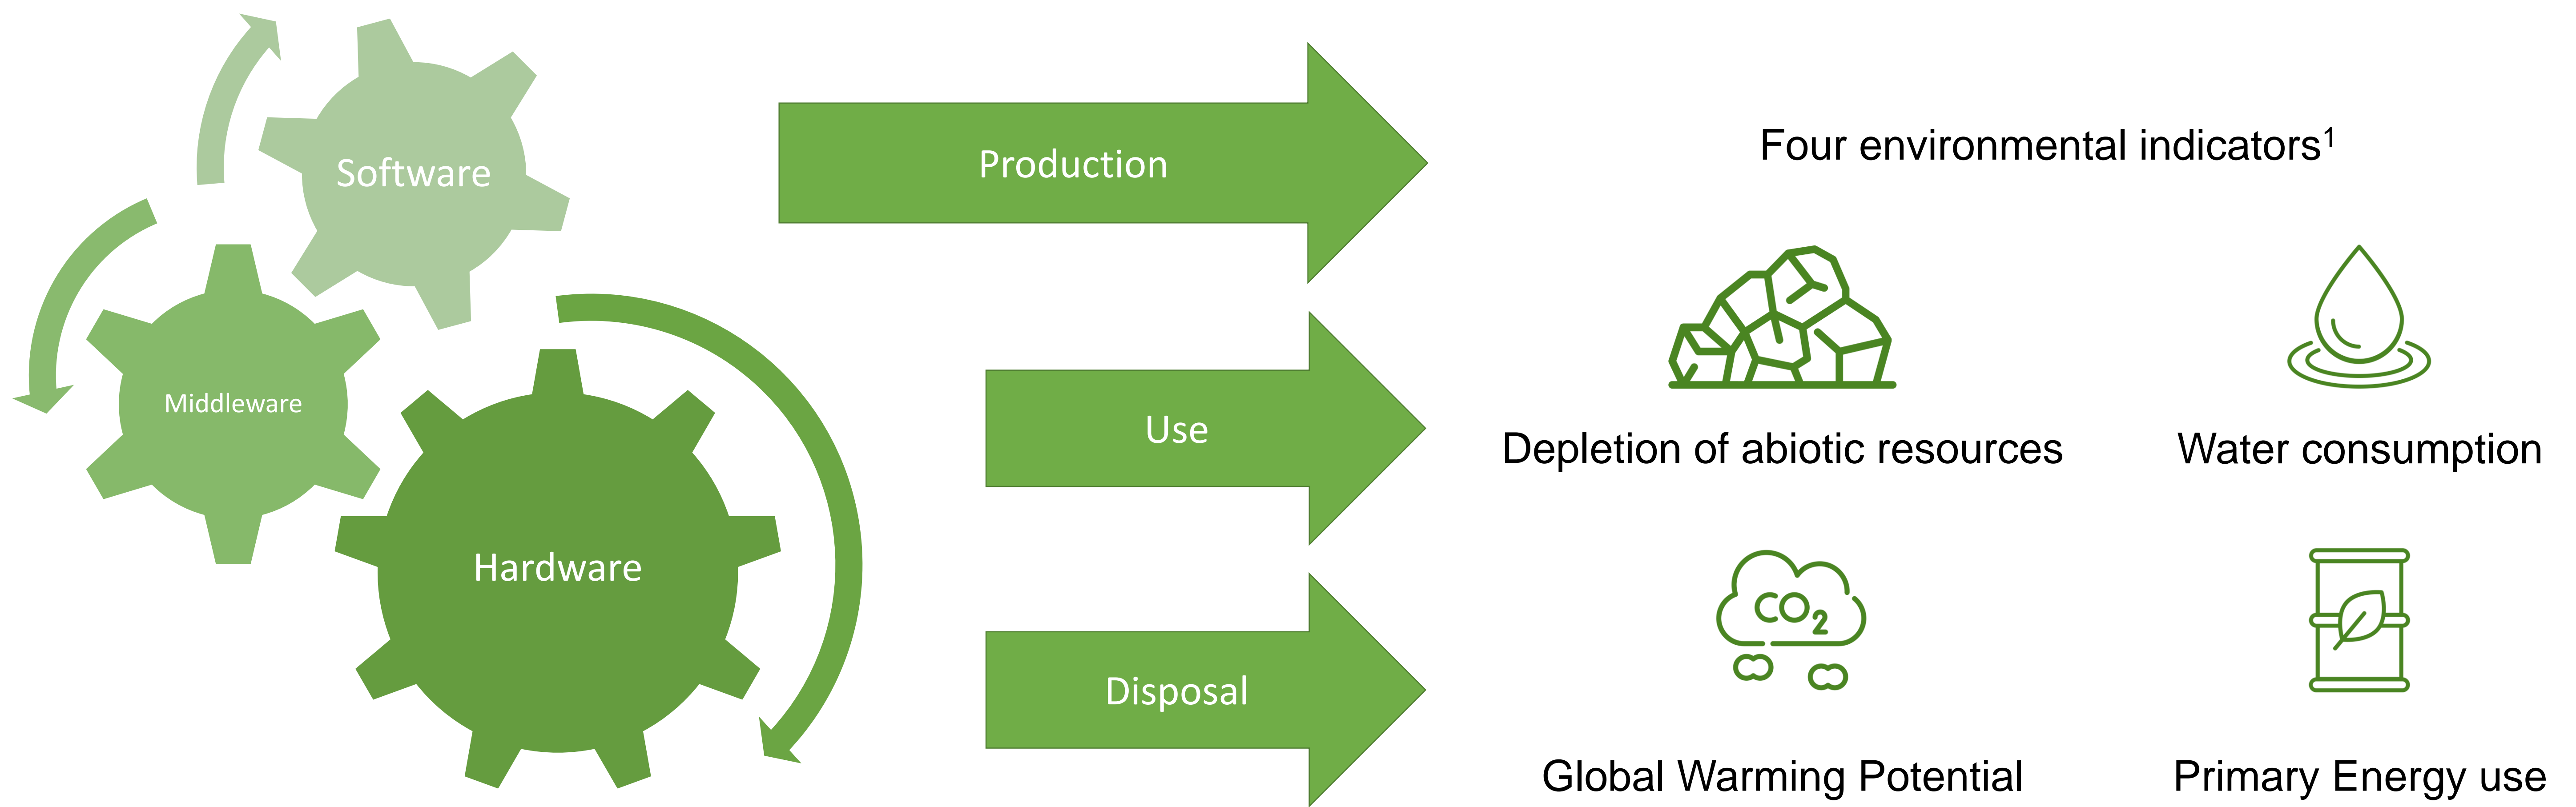 Software
Middleware
Hardware
Production
Use
Disposal
Four environmental indicators¹
Depletion of abiotic resources
Water consumption
CO₂
Global Warming Potential
Primary Energy use